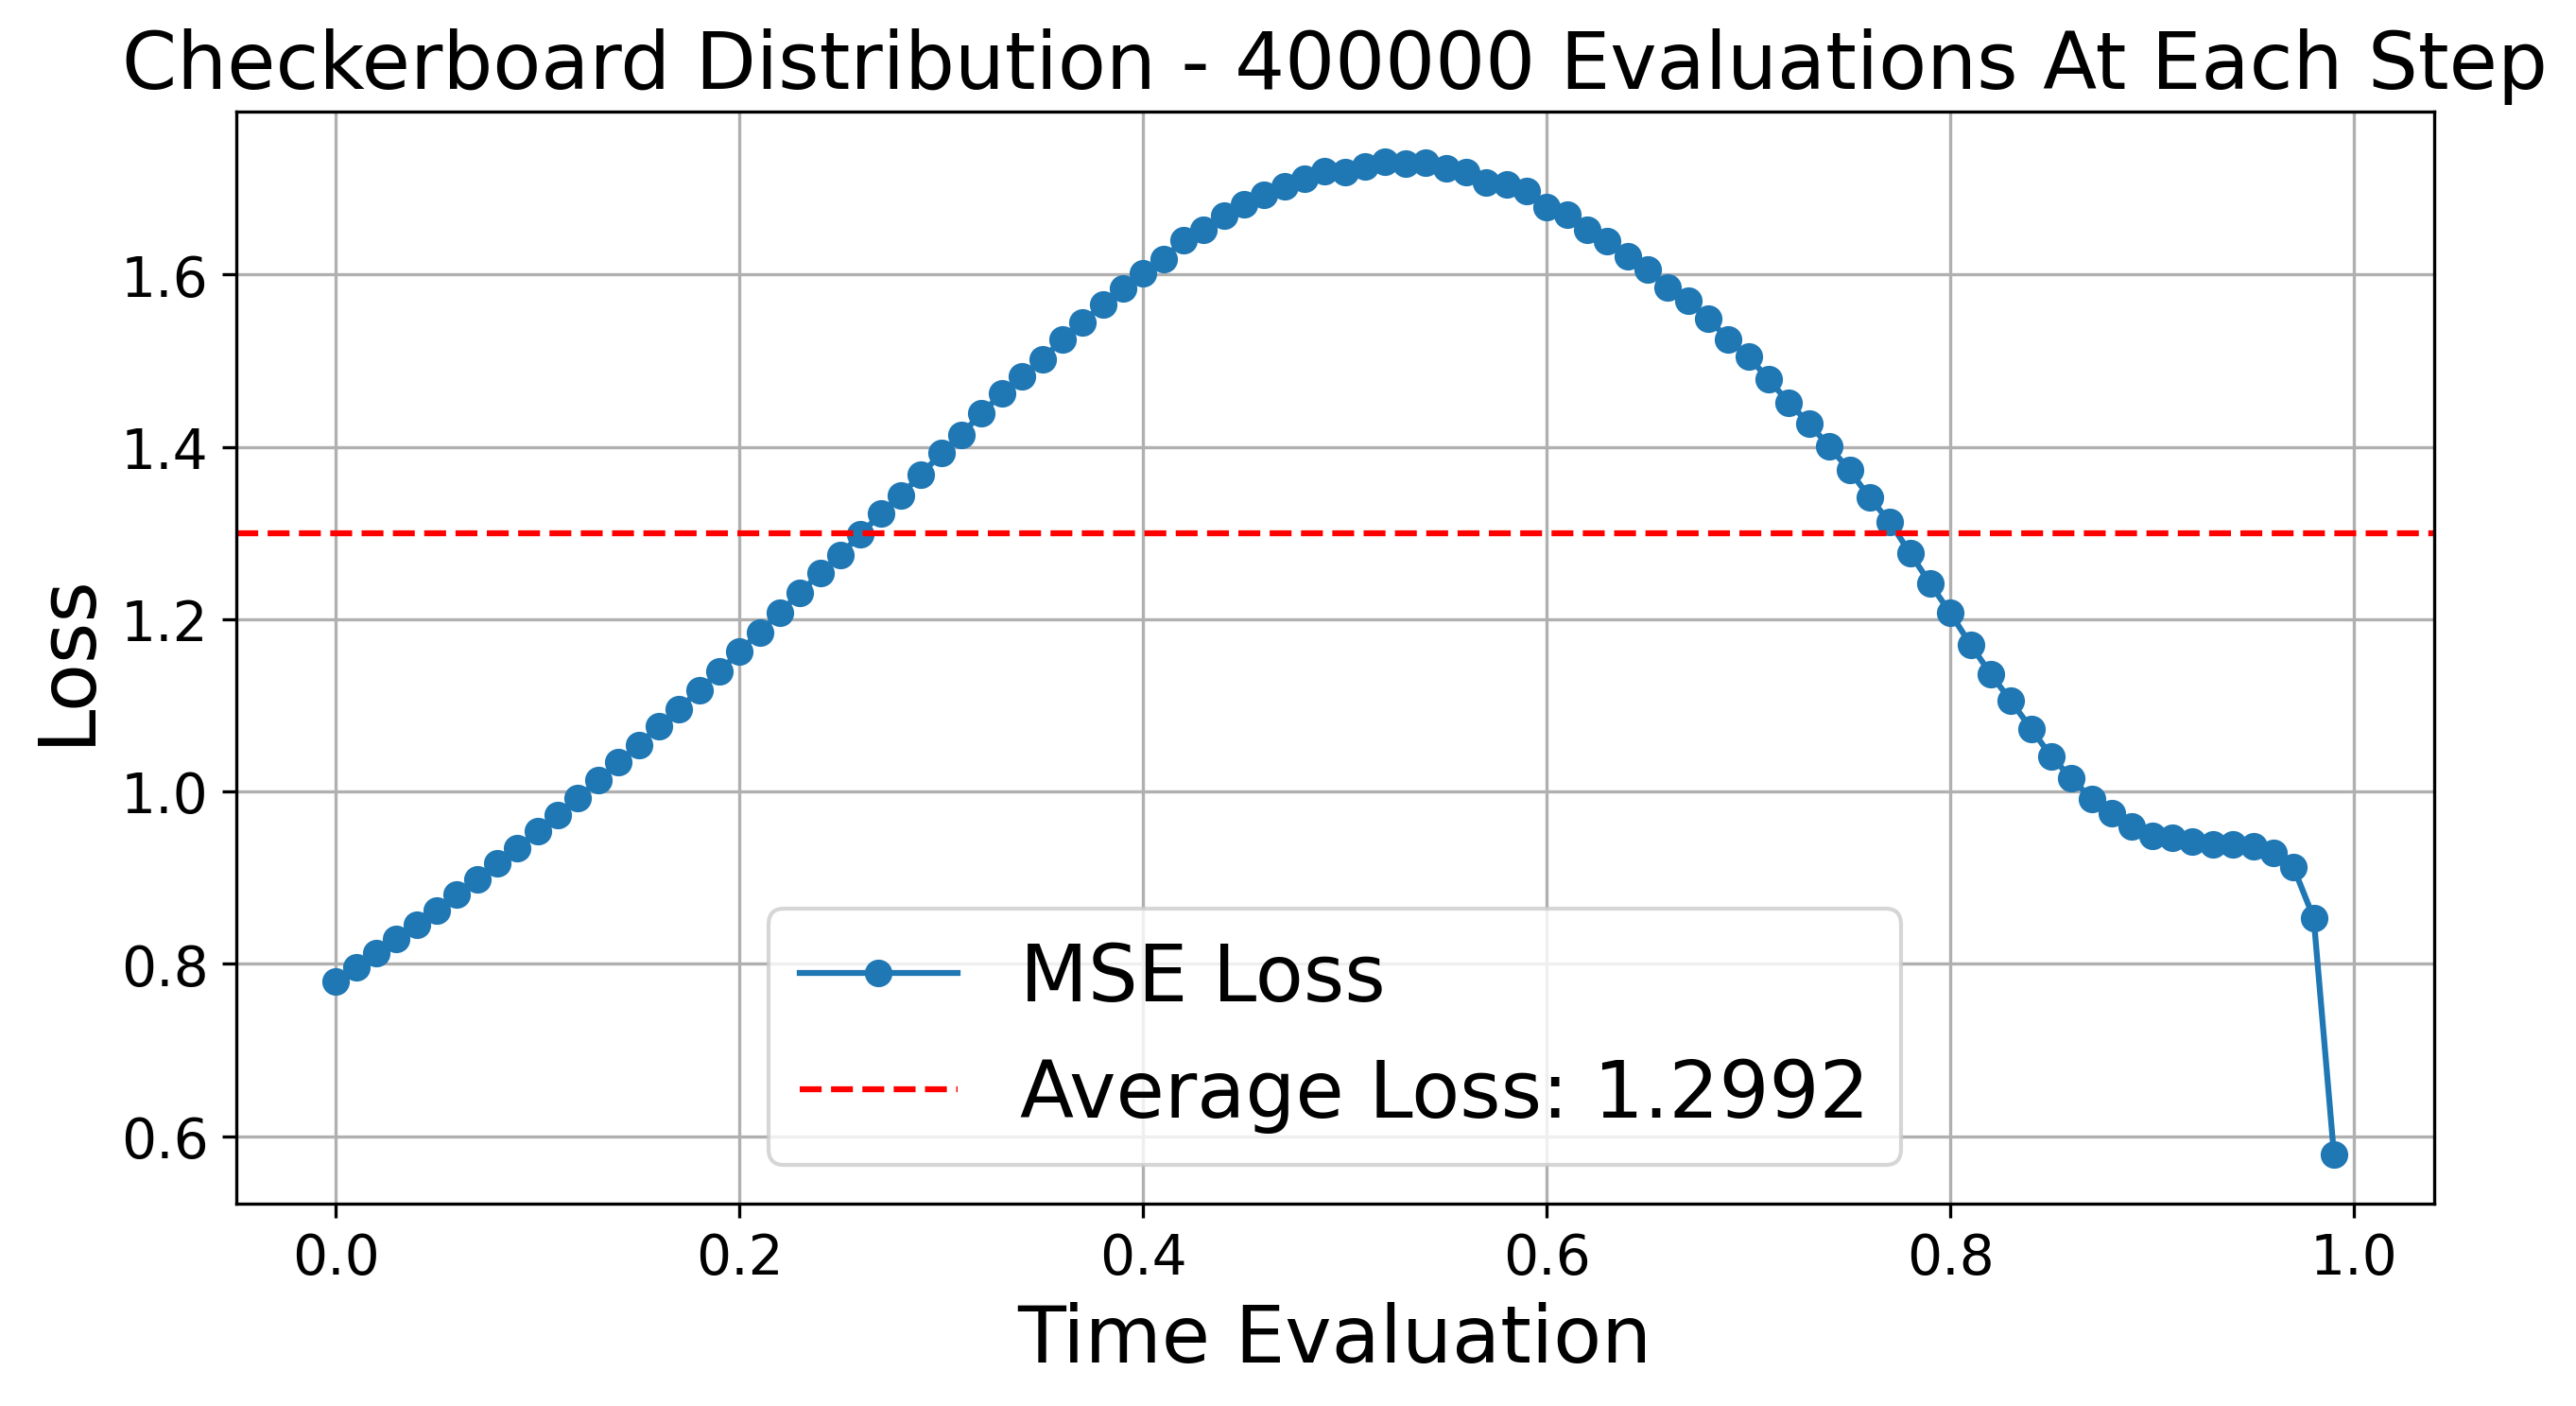 Checkerboard Distribution - 400000 Evaluations At Each Step
Loss
1.6
1.4
1.2
1.0
0.8
0.6
MSE Loss
Average Loss: 1.2992
0.0 0.2 0.4 0.6 0.8 1.0
Time Evaluation